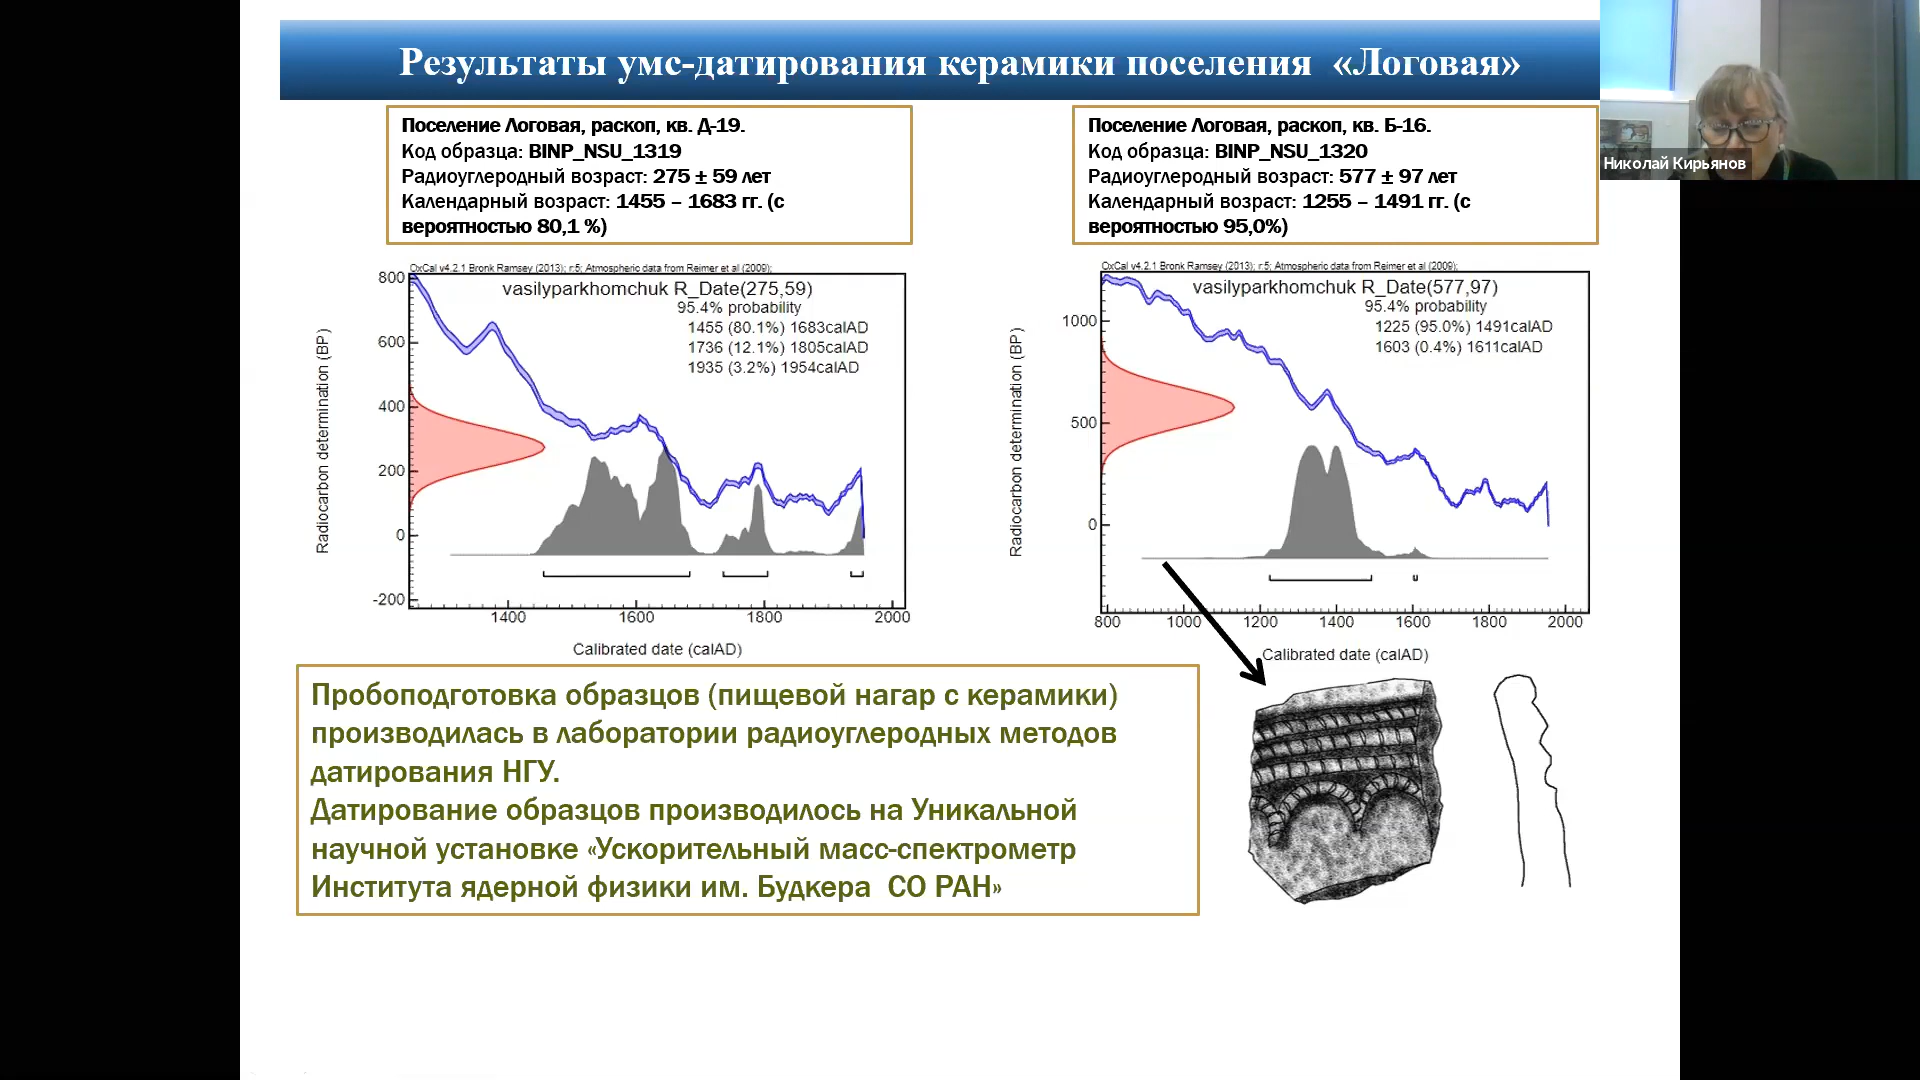 Результаты умс-датирования керамики поселения «Логовая»
Николай Кирьянов
Поселение Логовая, раскоп, кв. Д-19.
Код образца: BINP_NSU_1319
Радиоуглеродный возраст: 275 ± 59 лет
Календарный возраст: 1455 – 1683 гг. (с
вероятностью 80,1 %)
Поселение Логовая, раскоп, кв. Б-16.
Код образца: BINP_NSU_1320
Радиоуглеродный возраст: 577 ± 97 лет
Календарный возраст: 1255 – 1491 гг. (с
вероятностью 95,0%)
OxCal v4.2.1 Bronk Ramsey (2013); r:5; Atmospheric data from Reimer et al (2009);
vasilyparkhomchuk R_Date(275,59)
95.4% probability
1455 (80.1%) 1683calAD
1736 (12.1%) 1805calAD
1935 (3.2%) 1954calAD
Radiocarbon determination (BP)
800
600
400
200
0
-200
1400 1600 1800 2000
Calibrated date (calAD)
OxCal v4.2.1 Bronk Ramsey (2013); r:5; Atmospheric data from Reimer et al (2009);
vasilyparkhomchuk R_Date(577,97)
95.4% probability
1225 (95.0%) 1491calAD
1603 (0.4%) 1611calAD
Radiocarbon determination (BP)
1000
500
0
800 1000 1200 1400 1600 1800 2000
Calibrated date (calAD)
Пробоподготовка образцов (пищевой нагар с керамики)
производилась в лаборатории радиоуглеродных методов
датирования НГУ.
Датирование образцов производилось на Уникальной
научной установке «Ускорительный масс-спектрометр
Института ядерной физики им. Будкера СО РАН»